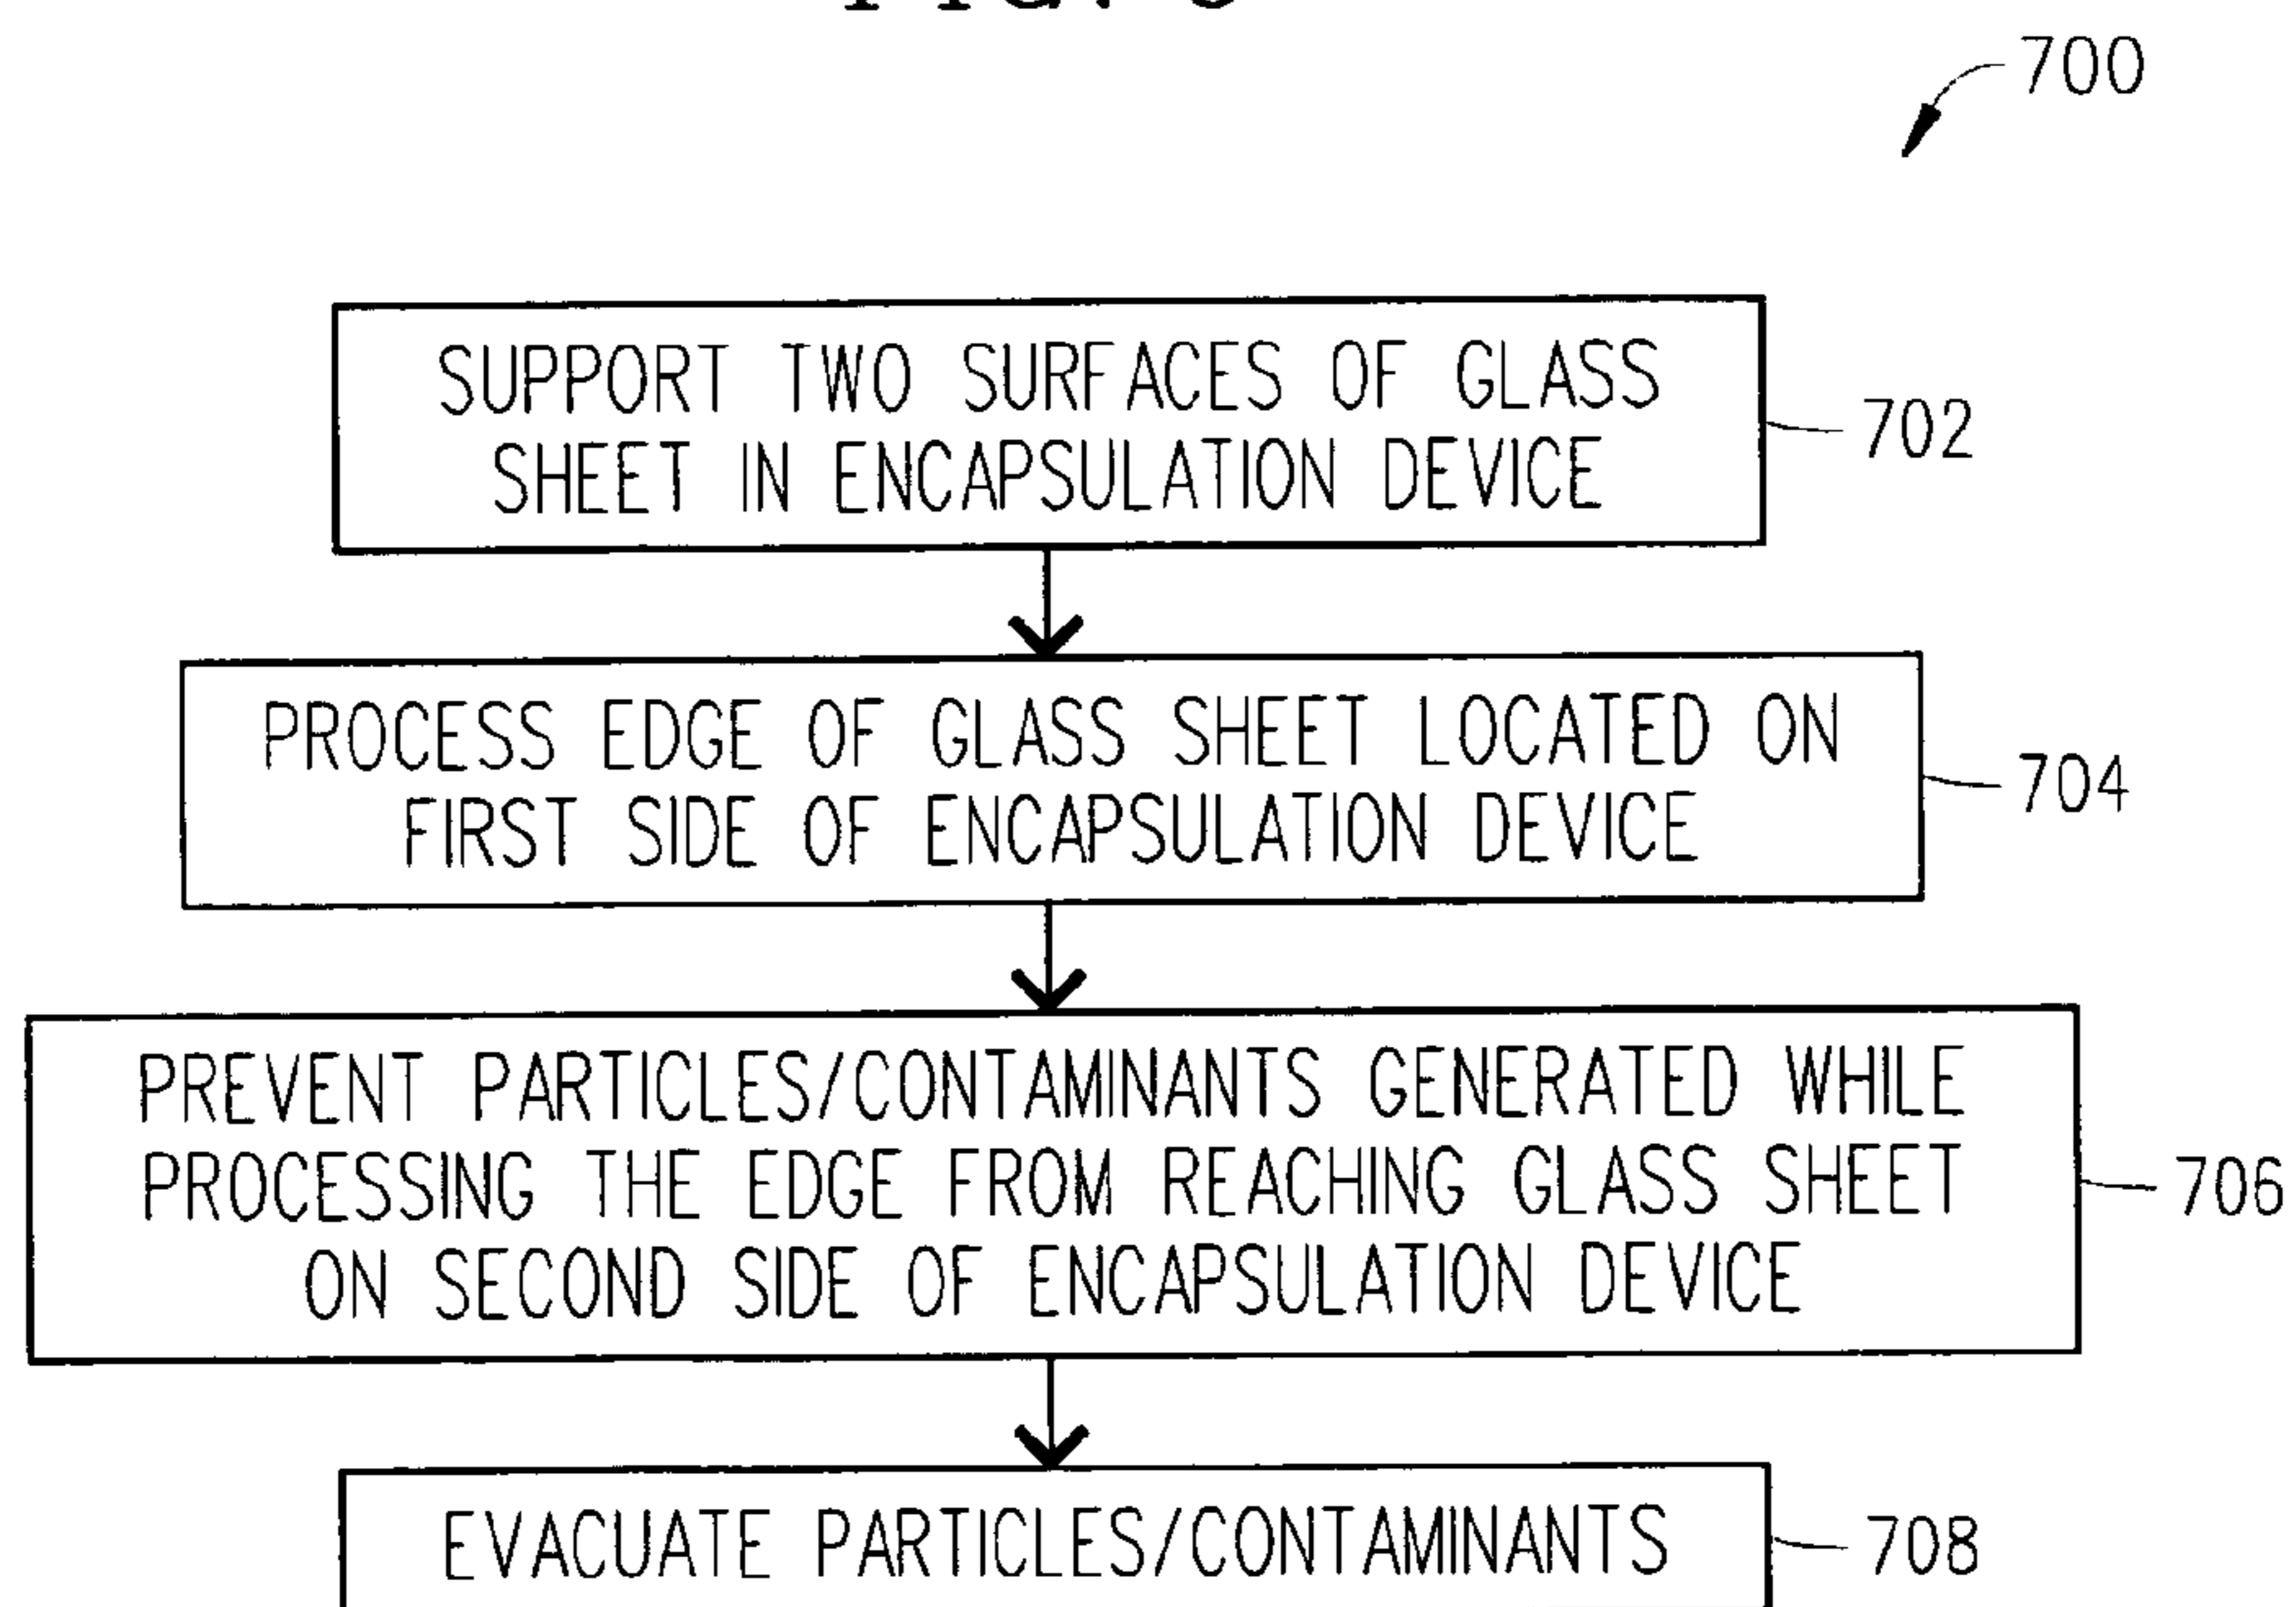 700
SUPPORT TWO SURFACES OF GLASS
SHEET IN ENCAPSULATION DEVICE
702
PROCESS EDGE OF GLASS SHEET LOCATED ON
FIRST SIDE OF ENCAPSULATION DEVICE
704
PREVENT PARTICLES/CONTAMINANTS GENERATED WHILE
PROCESSING THE EDGE FROM REACHING GLASS SHEET
ON SECOND SIDE OF ENCAPSULATION DEVICE
706
EVACUATE PARTICLES/CONTAMINANTS
708